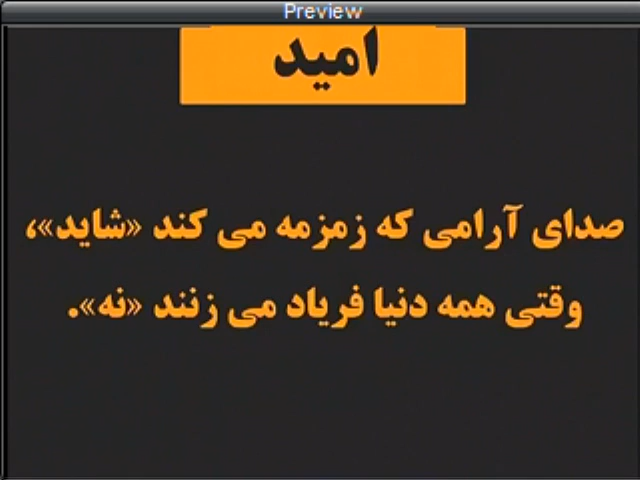 Preview
امید
صدای آرامی که زمزمه می کند «شاید»،
وقتی همه دنیا فریاد می زنند «نه».